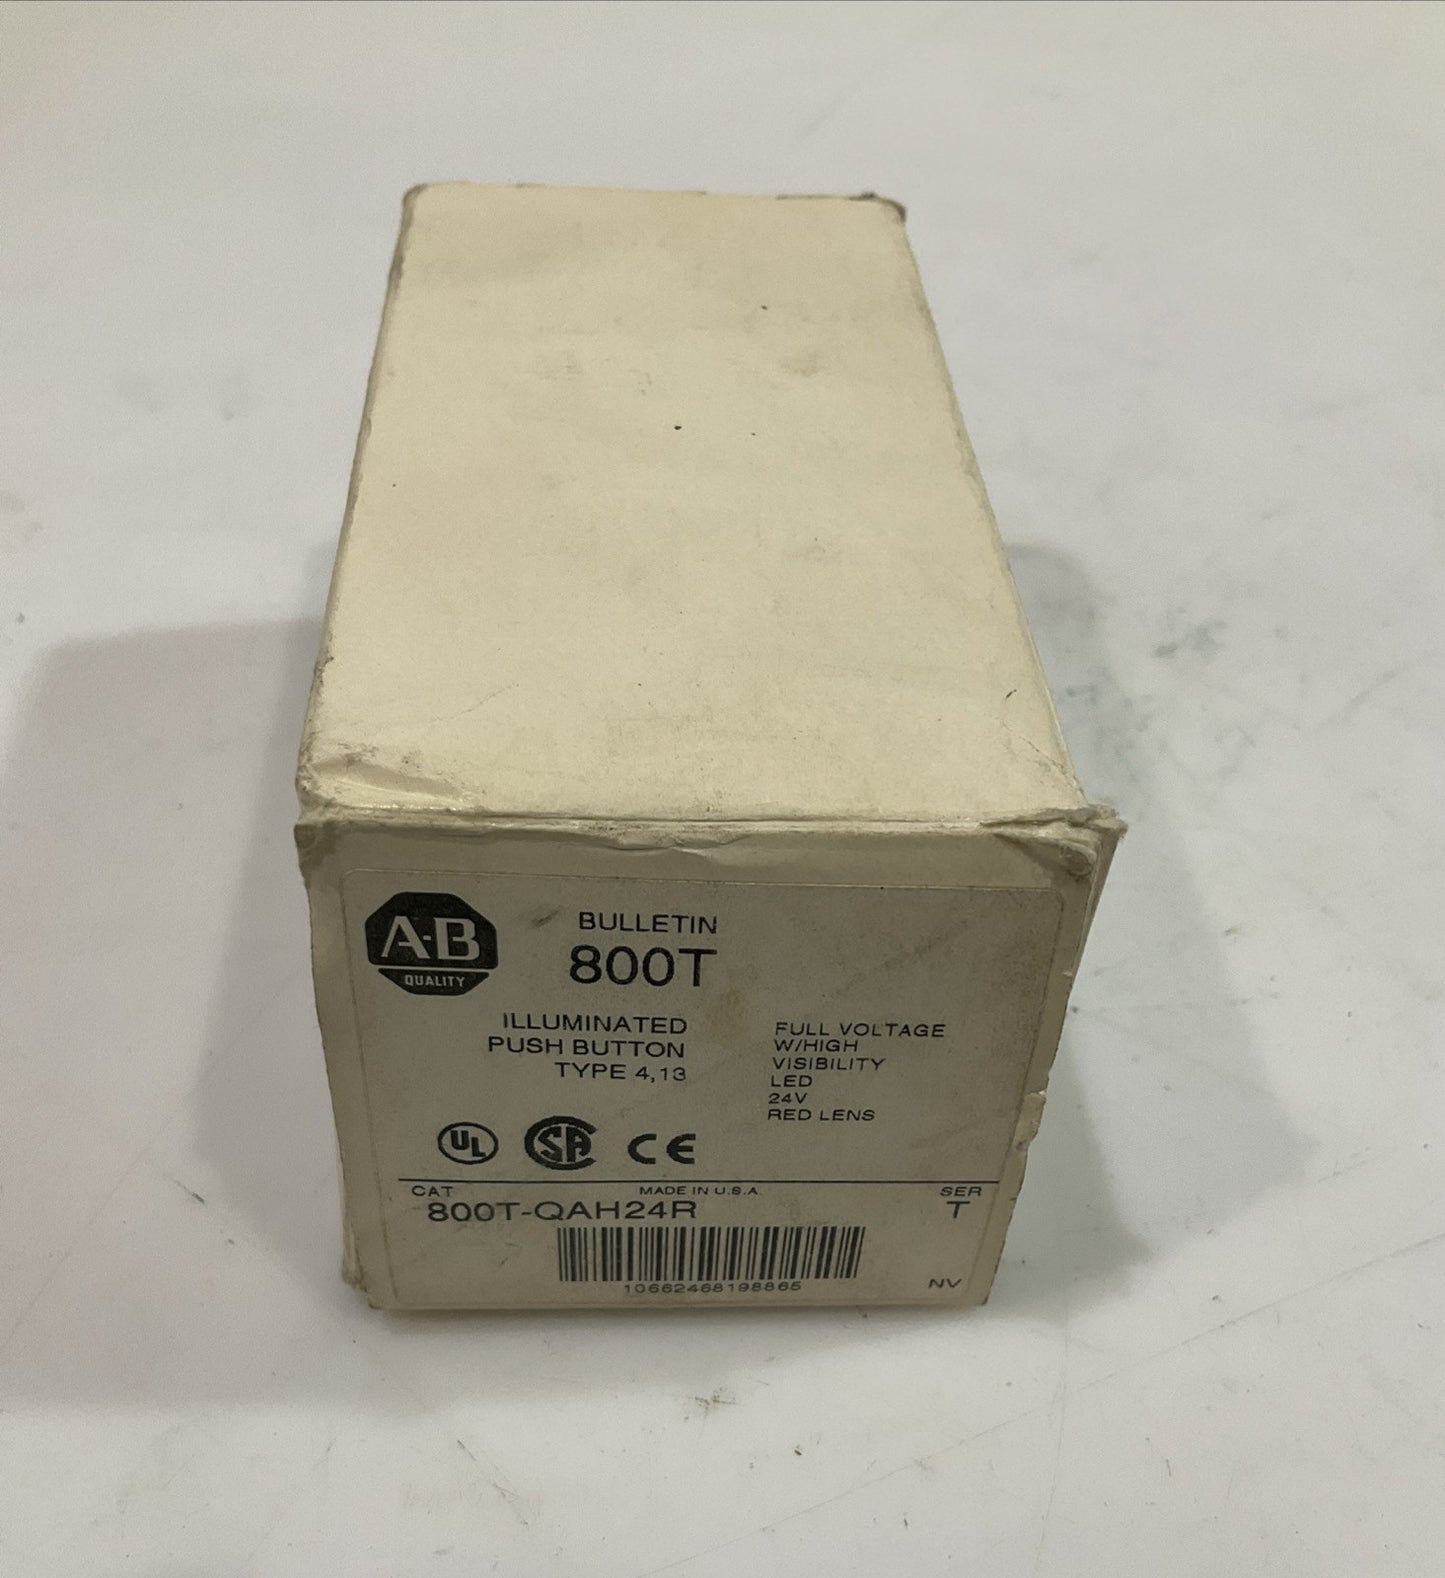 A-B
QUALITY
BULLETIN
800T
ILLUMINATED
PUSH BUTTON
TYPE 4,13
FULL VOLTAGE
W/HIGH
VISIBILITY
LED
24V
RED LENS
UL
SA
CE
CAT
MADE IN U.S.A.
SER
800T-QAH24R
T
10662468198865
NV